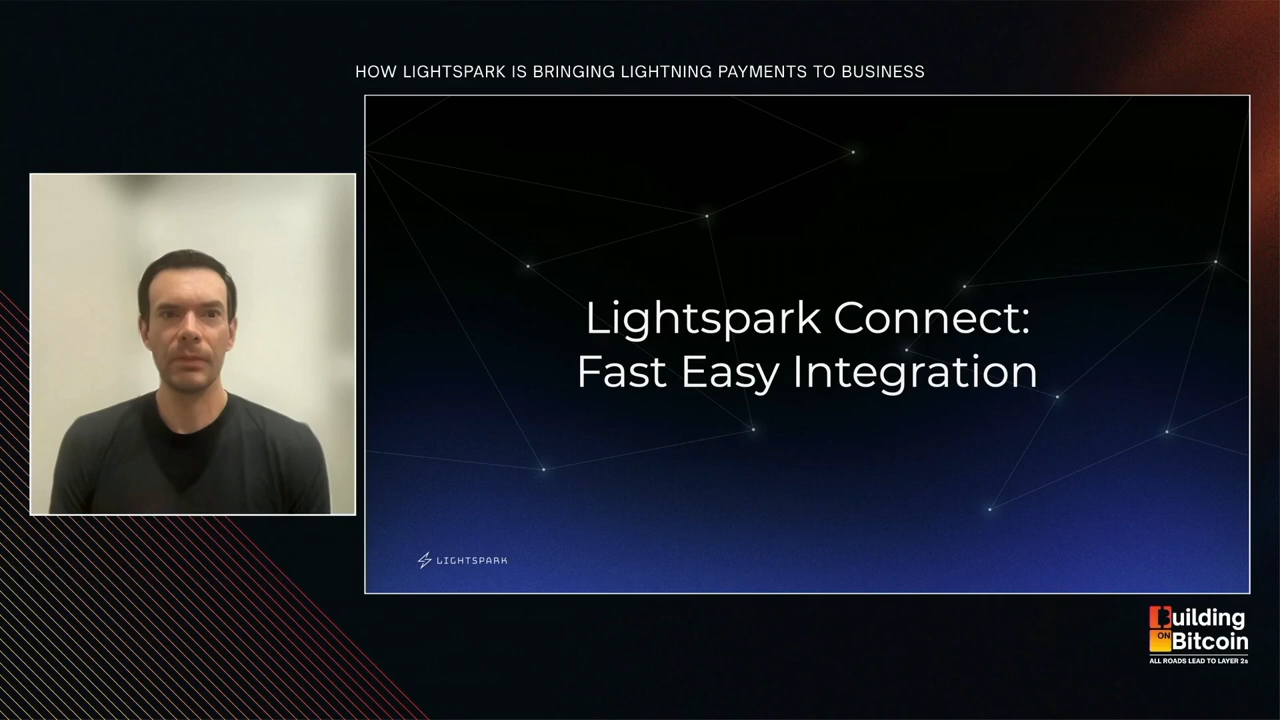 HOW LIGHTSPARK IS BRINGING LIGHTNING PAYMENTS TO BUSINESS
Lightspark Connect:
Fast Easy Integration
LIGHTSPARK
Building
ON
Bitcoin
ALL ROADS LEAD TO LAYER 2s